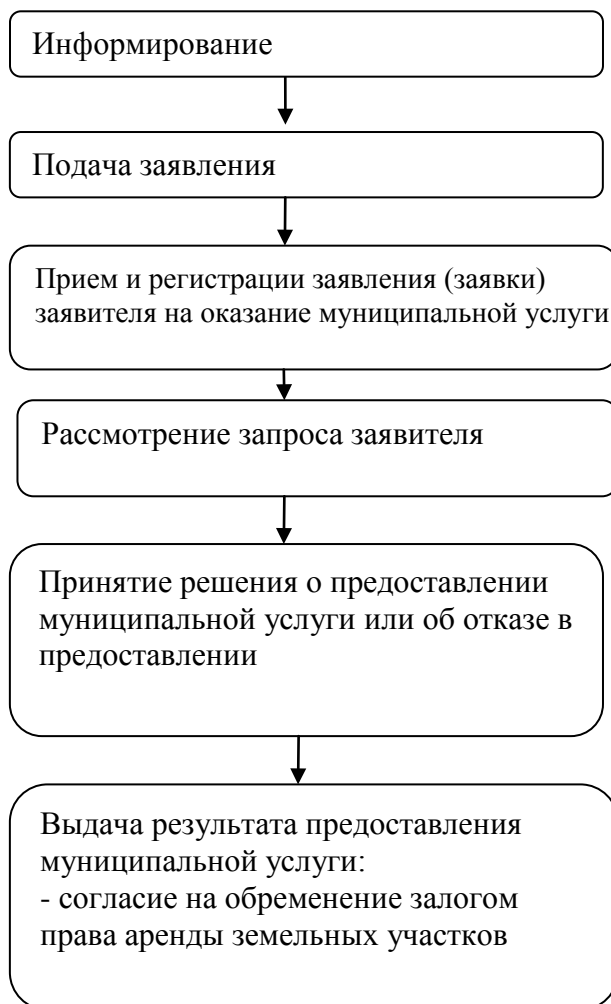 Информирование
Подача заявления
Прием и регистрации заявления (заявки)
заявителя на оказание муниципальной услуги
Рассмотрение запроса заявителя
Принятие решения о предоставлении
муниципальной услуги или об отказе в
предоставлении
Выдача результата предоставления
муниципальной услуги:
- согласие на обременение залогом
права аренды земельных участков